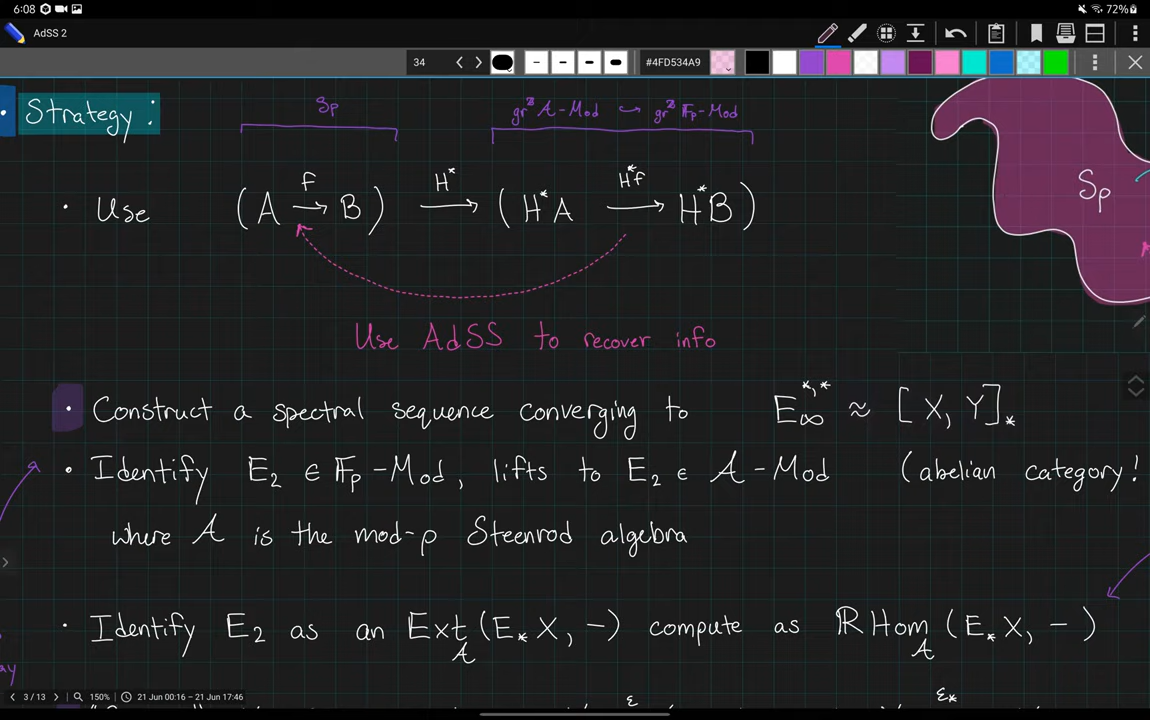 6:08 72%
AdSS 2
34 #4FD534A9
Strategy:
Sp gr^ℤ A-Mod ↪ gr^ℤ 𝔽p-Mod
• Use (A →^f B) →^{H*} (H*A →^{H*f} H*B)
Sp
Use AdSS to recover info
• Construct a spectral sequence converging to E_∞^{*,*} ≈ [X, Y]_*
• Identify E₂ ∈ 𝔽p-Mod, lifts to E₂ ∈ A-Mod (abelian category!
where A is the mod-p Steenrod algebra
• Identify E₂ as an Ext_A(E_*X, -) compute as ℝHom_A(E_*X, -)
3 / 13 150% 21 Jun 00:16 - 21 Jun 17:46